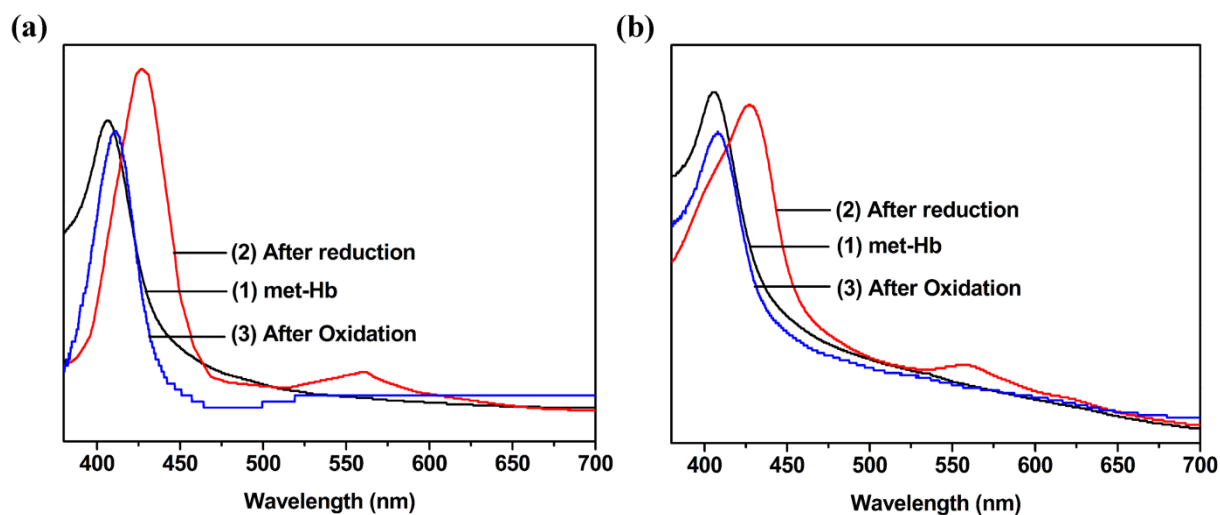 (a)
(2) After reduction
(1) met-Hb
(3) After Oxidation
400 450 500 550 600 650 700
Wavelength (nm)
(b)
(2) After reduction
(1) met-Hb
(3) After Oxidation
400 450 500 550 600 650 700
Wavelength (nm)